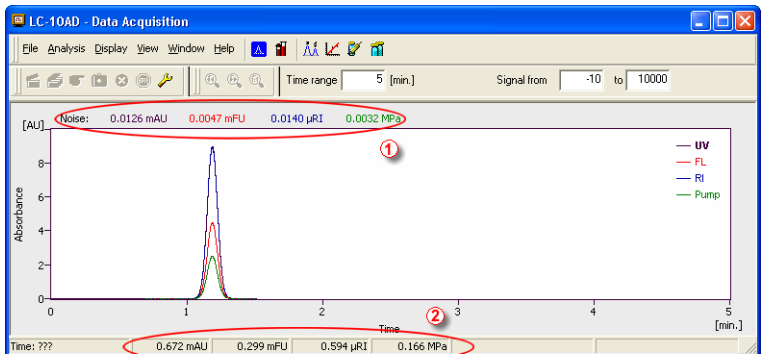 LC-10AD - Data Acquisition
File Analysis Display View Window Help
Time range 5 [min.] Signal from -10 to 10000
Noise: 0.0126 mAU 0.0047 mFU 0.0140 µRI 0.0032 MPa
[AU]
1
UV
FL
RI
Pump
8
6
4
2
0
Absorbance
0 1 2 3 4 5
2
Time
[min.]
Time: ??? 0.672 mAU 0.299 mFU 0.594 µRI 0.166 MPa